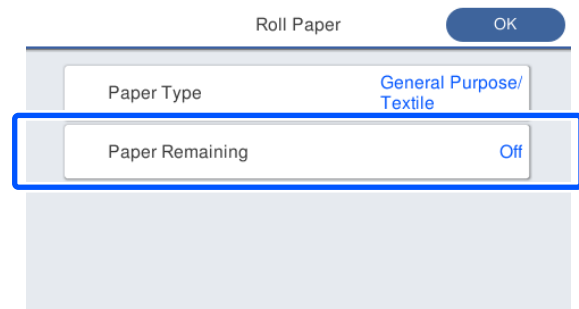 Roll Paper
OK
Paper Type
General Purpose/
Textile
Paper Remaining
Off